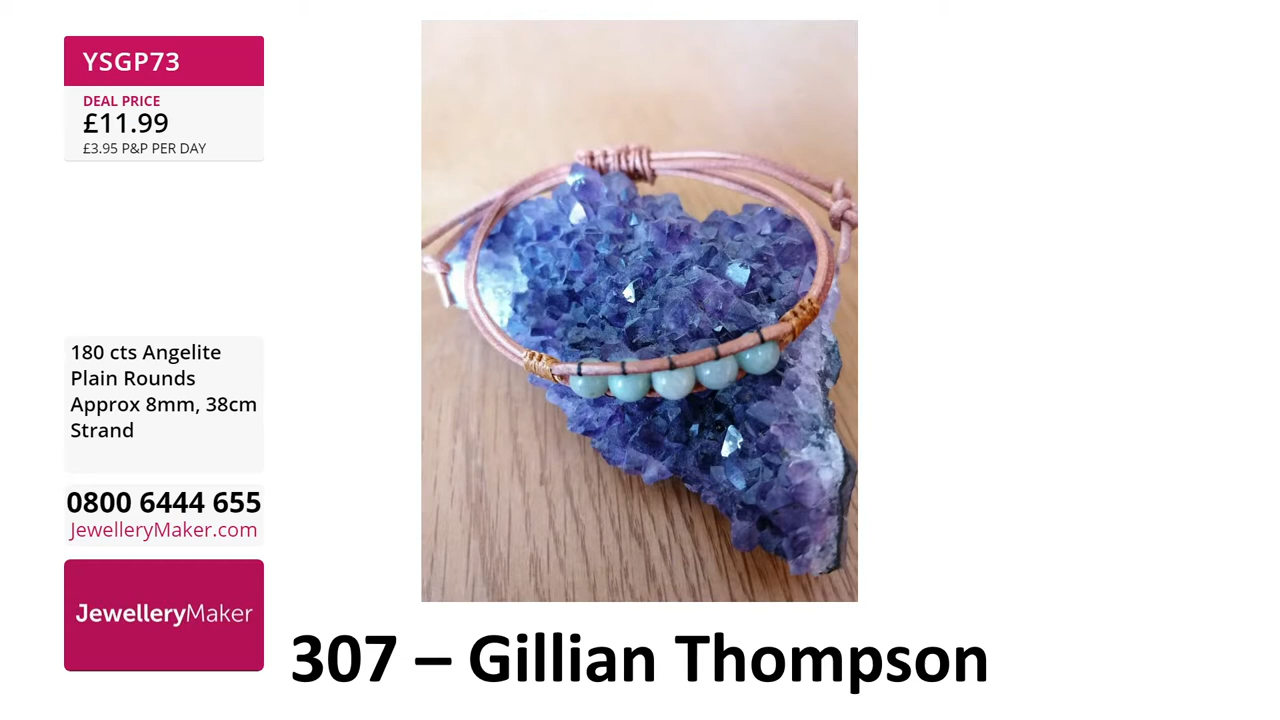 YSGP73
DEAL PRICE
£11.99
£3.95 P&P PER DAY
180 cts Angelite
Plain Rounds
Approx 8mm, 38cm
Strand
0800 6444 655
JewelleryMaker.com
JewelleryMaker
307 – Gillian Thompson